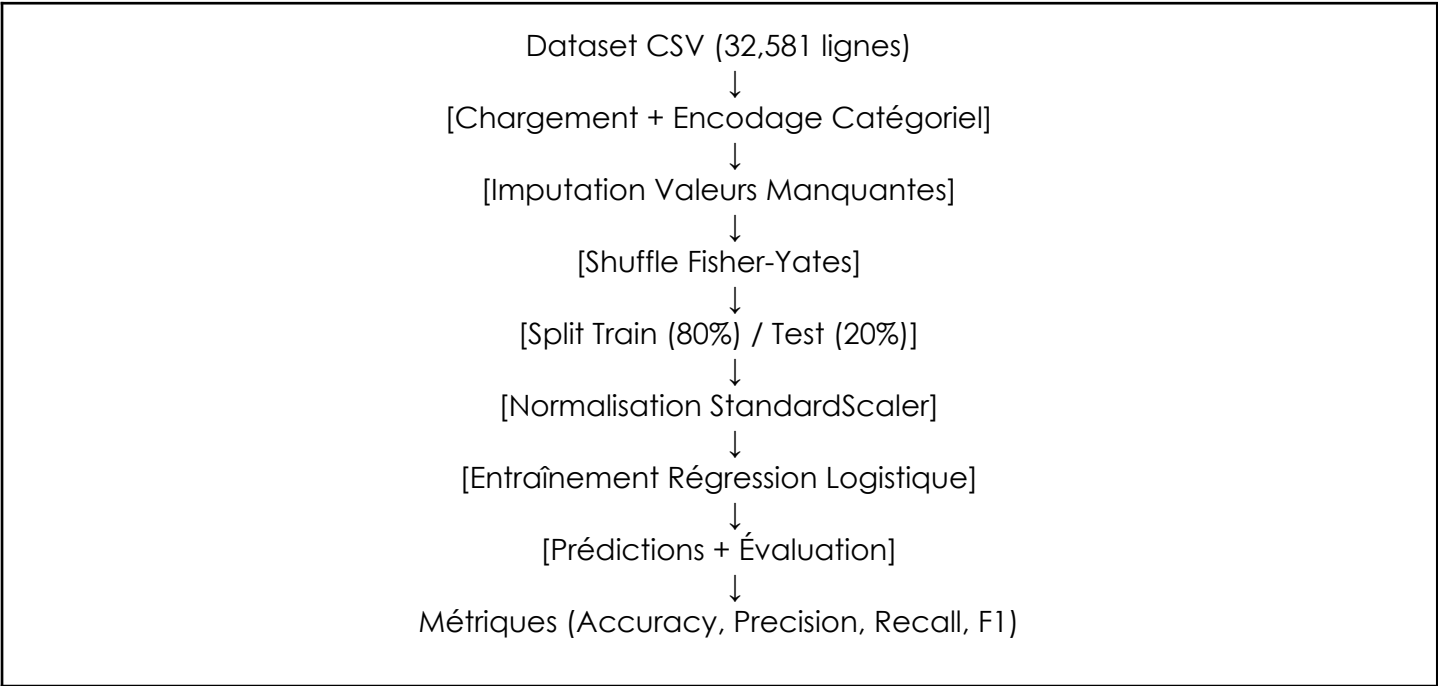 Dataset CSV (32,581 lignes)
↓
[Chargement + Encodage Catégoriel]
↓
[Imputation Valeurs Manquantes]
↓
[Shuffle Fisher-Yates]
↓
[Split Train (80%) / Test (20%)]
↓
[Normalisation StandardScaler]
↓
[Entraînement Régression Logistique]
↓
[Prédictions + Évaluation]
↓
Métriques (Accuracy, Precision, Recall, F1)